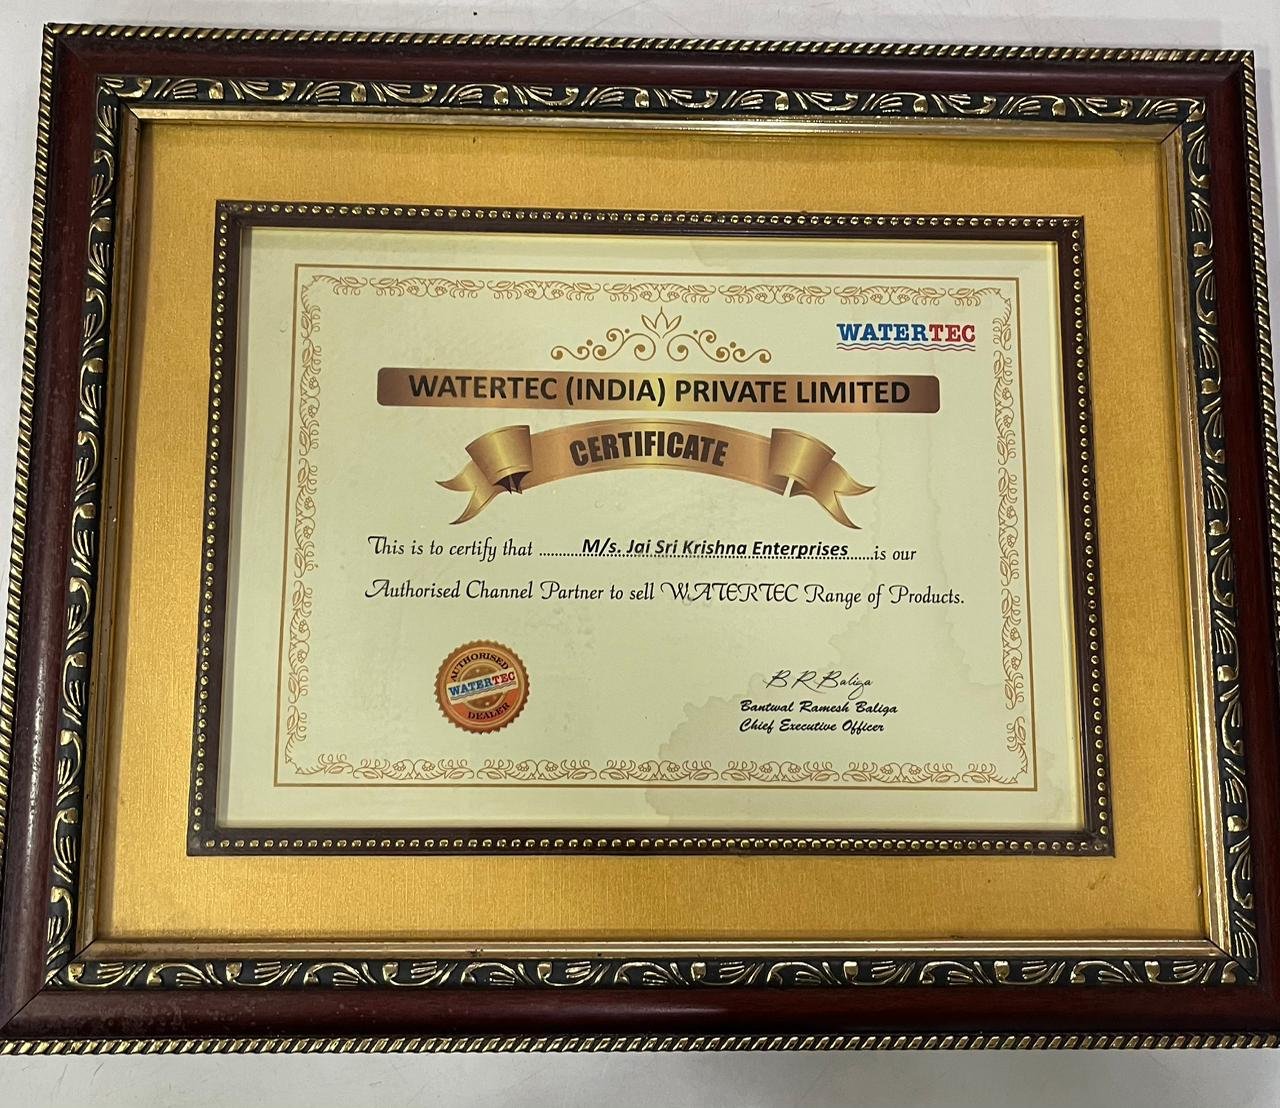 WATERTEC
WATERTEC (INDIA) PRIVATE LIMITED
CERTIFICATE
This is to certify that ..........M/s. Jai Sri Krishna Enterprises......is our
Authorised Channel Partner to sell WATERTEC Range of Products.
AUTHORISED
WATERTEC
DEALER
B R Baliga
Bantwal Ramesh Baliga
Chief Executive Officer